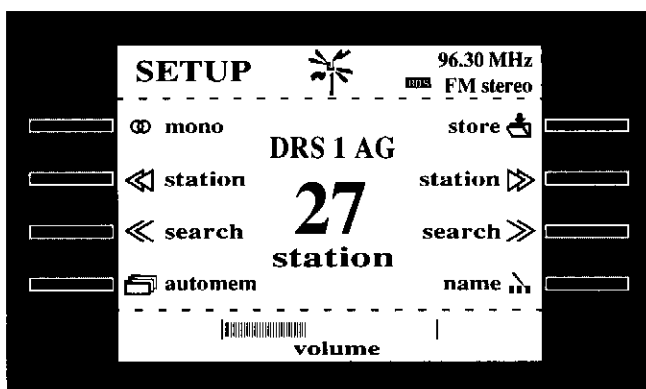 SETUP
96.30 MHz
RDS FM stereo
mono
store
DRS 1 AG
station
station
27
search
search
station
automem
name
volume